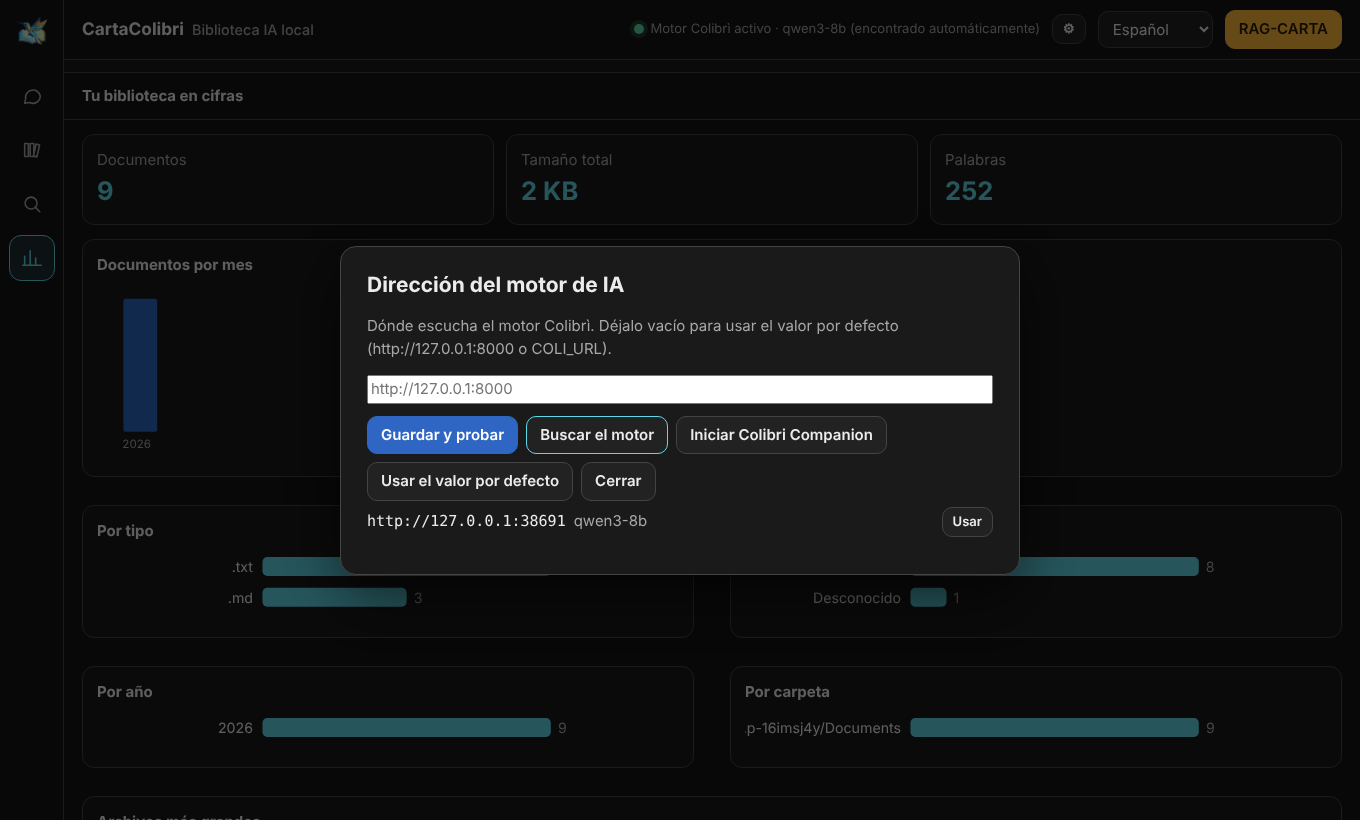 CartaColibri Biblioteca IA local
Motor Colibrì activo · qwen3-8b (encontrado automáticamente)
Español
RAG-CARTA
Tu biblioteca en cifras
Documentos
9
Tamaño total
2 KB
Palabras
252
Documentos por mes
2026
Dirección del motor de IA
Dónde escucha el motor Colibrì. Déjalo vacío para usar el valor por defecto
(http://127.0.0.1:8000 o COLI_URL).
http://127.0.0.1:8000
Guardar y probar
Buscar el motor
Iniciar Colibri Companion
Usar el valor por defecto
Cerrar
http://127.0.0.1:38691 qwen3-8b
Usar
Por tipo
.txt
.md 3
8
Desconocido 1
Por año
2026 9
Por carpeta
.p-16imsj4y/Documents 9
Archivos más grandes